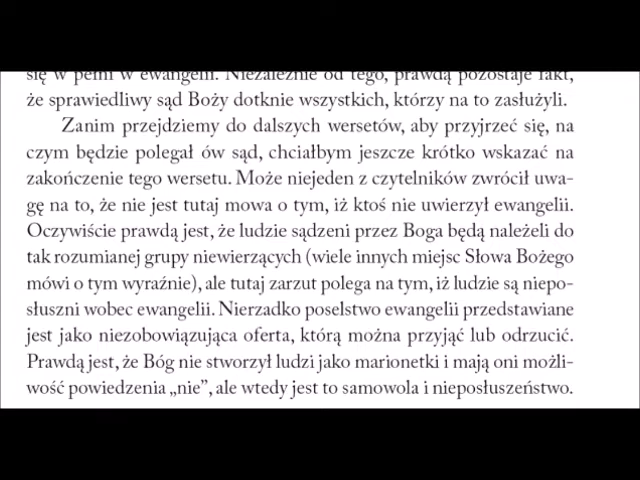 się w pełni w ewangelii. Niezależnie od tego, prawdą pozostaje fakt,
że sprawiedliwy sąd Boży dotknie wszystkich, którzy na to zasłużyli.
Zanim przejdziemy do dalszych wersetów, aby przyjrzeć się, na
czym będzie polegał ów sąd, chciałbym jeszcze krótko wskazać na
zakończenie tego wersetu. Może niejeden z czytelników zwrócił uwa-
gę na to, że nie jest tutaj mowa o tym, iż ktoś nie uwierzył ewangelii.
Oczywiście prawdą jest, że ludzie sądzeni przez Boga będą należeli do
tak rozumianej grupy niewierzących (wiele innych miejsc Słowa Bożego
mówi o tym wyraźnie), ale tutaj zarzut polega na tym, iż ludzie są niepo-
słuszni wobec ewangelii. Nierzadko poselstwo ewangelii przedstawiane
jest jako niezobowiązująca oferta, którą można przyjąć lub odrzucić.
Prawdą jest, że Bóg nie stworzył ludzi jako marionetki i mają oni możli-
wość powiedzenia „nie”, ale wtedy jest to samowola i nieposłuszeństwo.